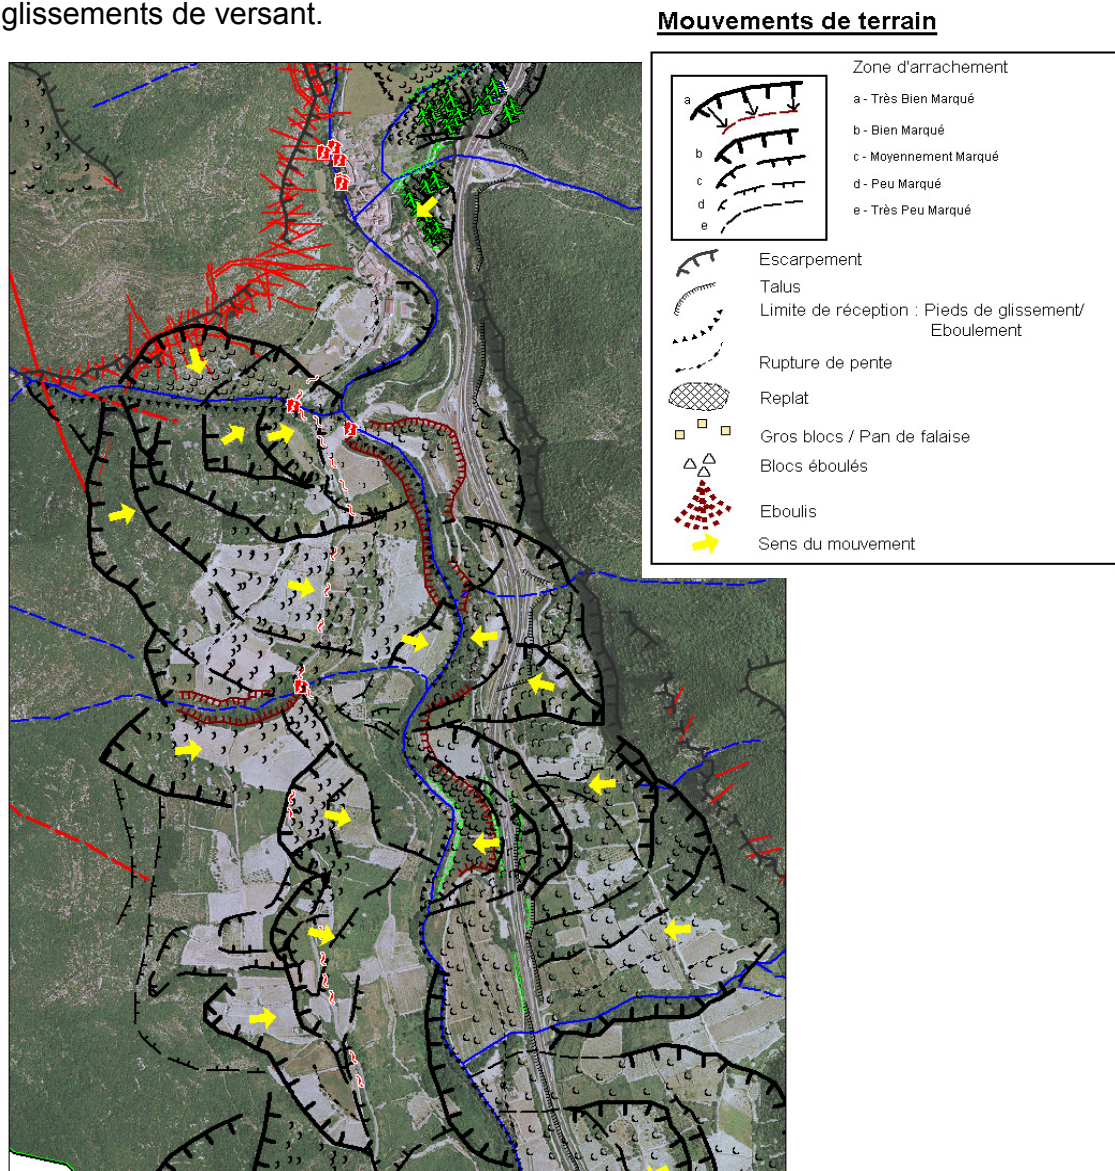 glissements de versant.
Mouvements de terrain
Zone d'arrachement
a
a - Très Bien Marqué
b - Bien Marqué
b
c - Moyennement Marqué
c
d - Peu Marqué
d
e - Très Peu Marqué
e
Escarpement
Talus
Limite de réception : Pieds de glissement/
Eboulement
Rupture de pente
Replat
Gros blocs / Pan de falaise
Blocs éboulés
Eboulis
Sens du mouvement